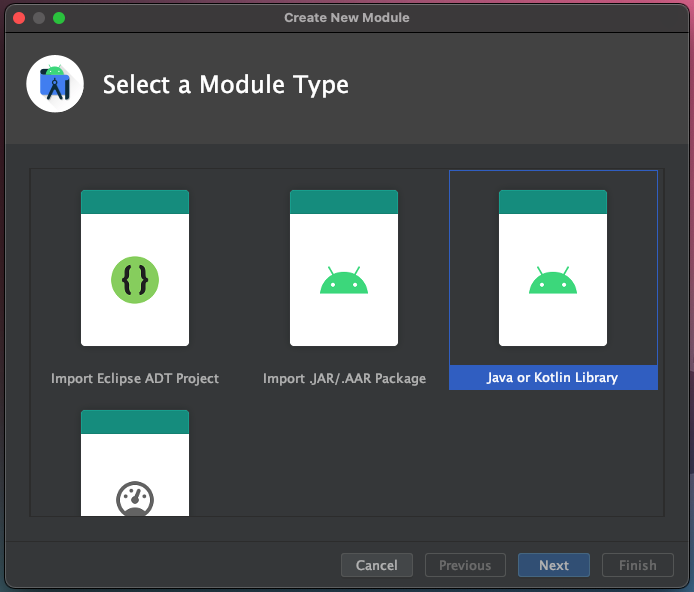 Create New Module
Select a Module Type
{}
Import Eclipse ADT Project
Import .JAR/.AAR Package
Java or Kotlin Library
Cancel
Previous
Next
Finish